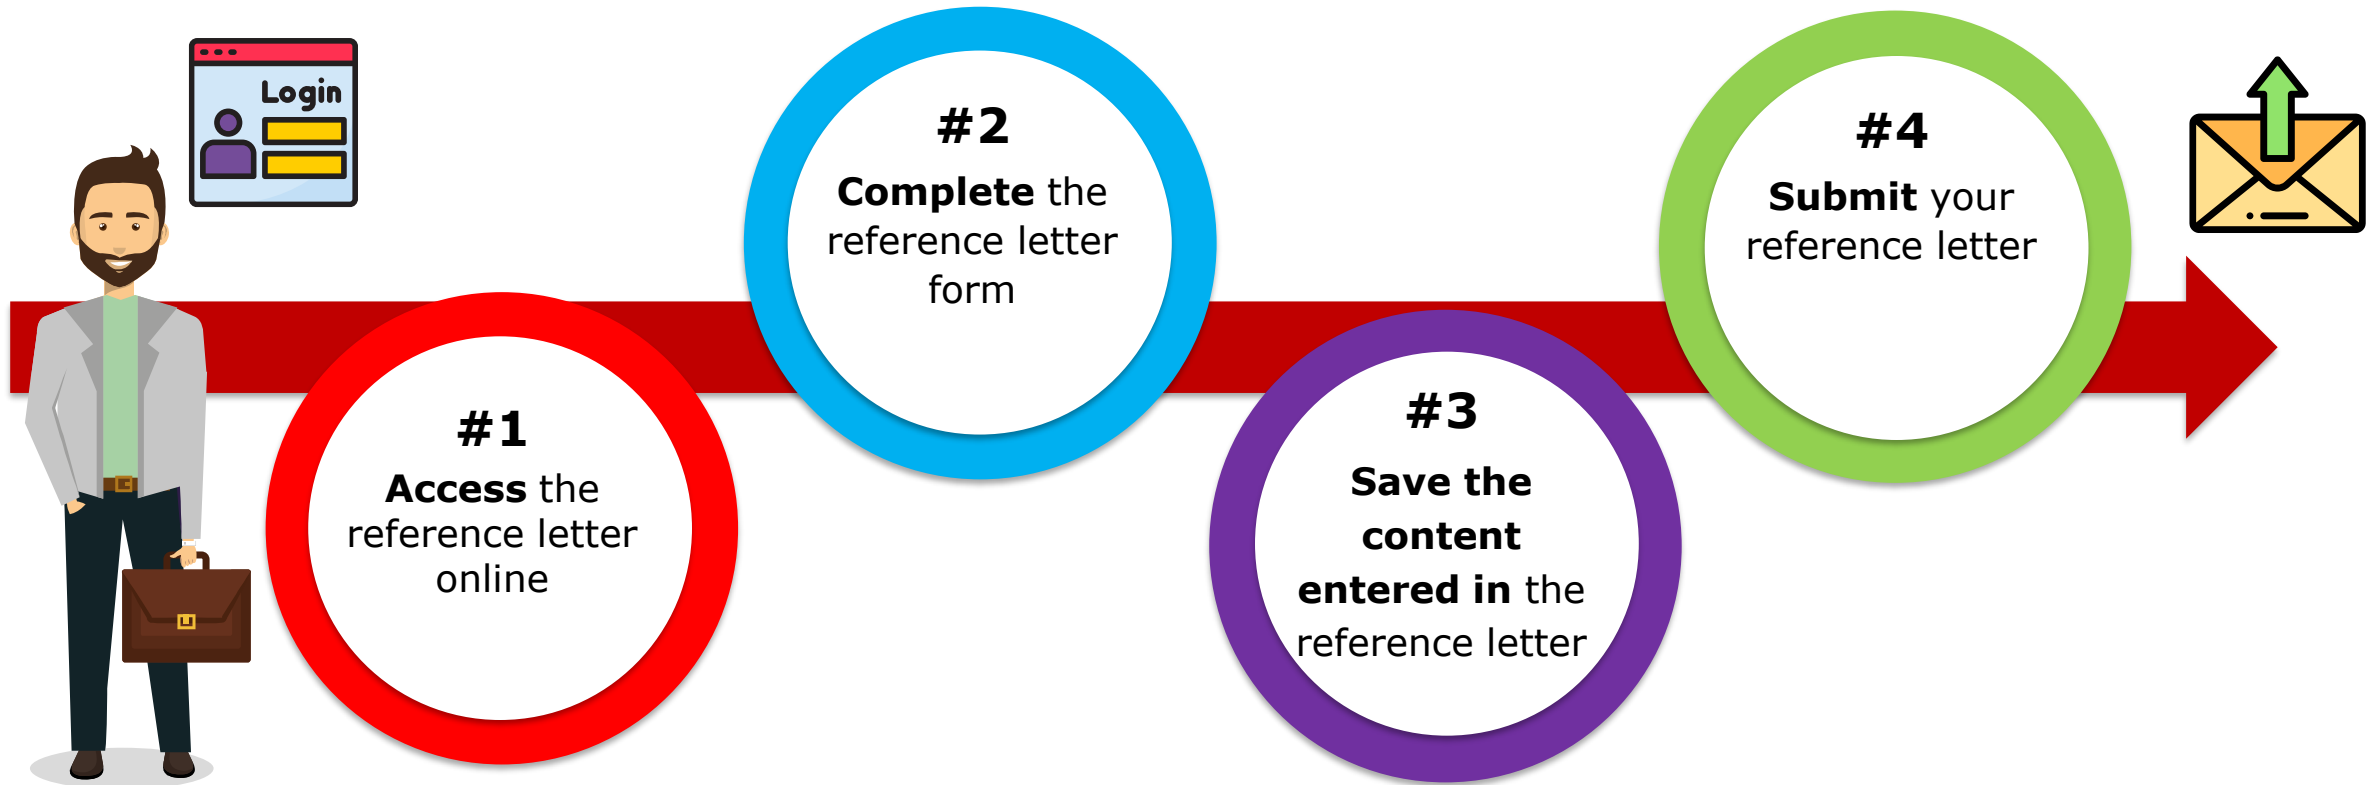 Login
#1
Access the
reference letter
online
#2
Complete the
reference letter
form
#3
Save the
content
entered in the
reference letter
#4
Submit your
reference letter